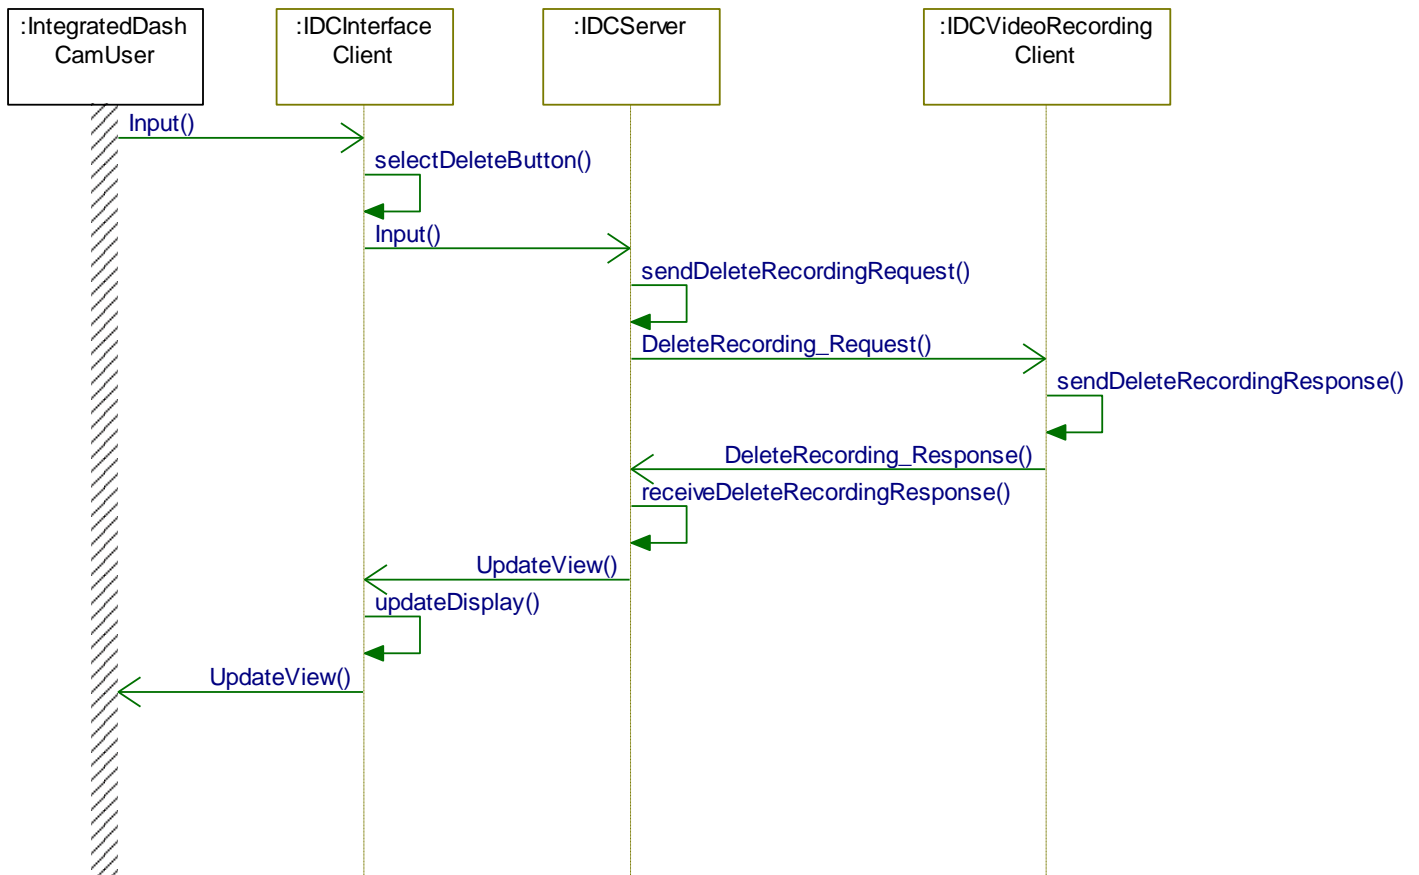 :IntegratedDash
CamUser
:IDCInterface
Client
:IDCServer
:IDCVideoRecording
Client
Input()
selectDeleteButton()
Input()
sendDeleteRecordingRequest()
DeleteRecording_Request()
sendDeleteRecordingResponse()
DeleteRecording_Response()
receiveDeleteRecordingResponse()
UpdateView()
updateDisplay()
UpdateView()